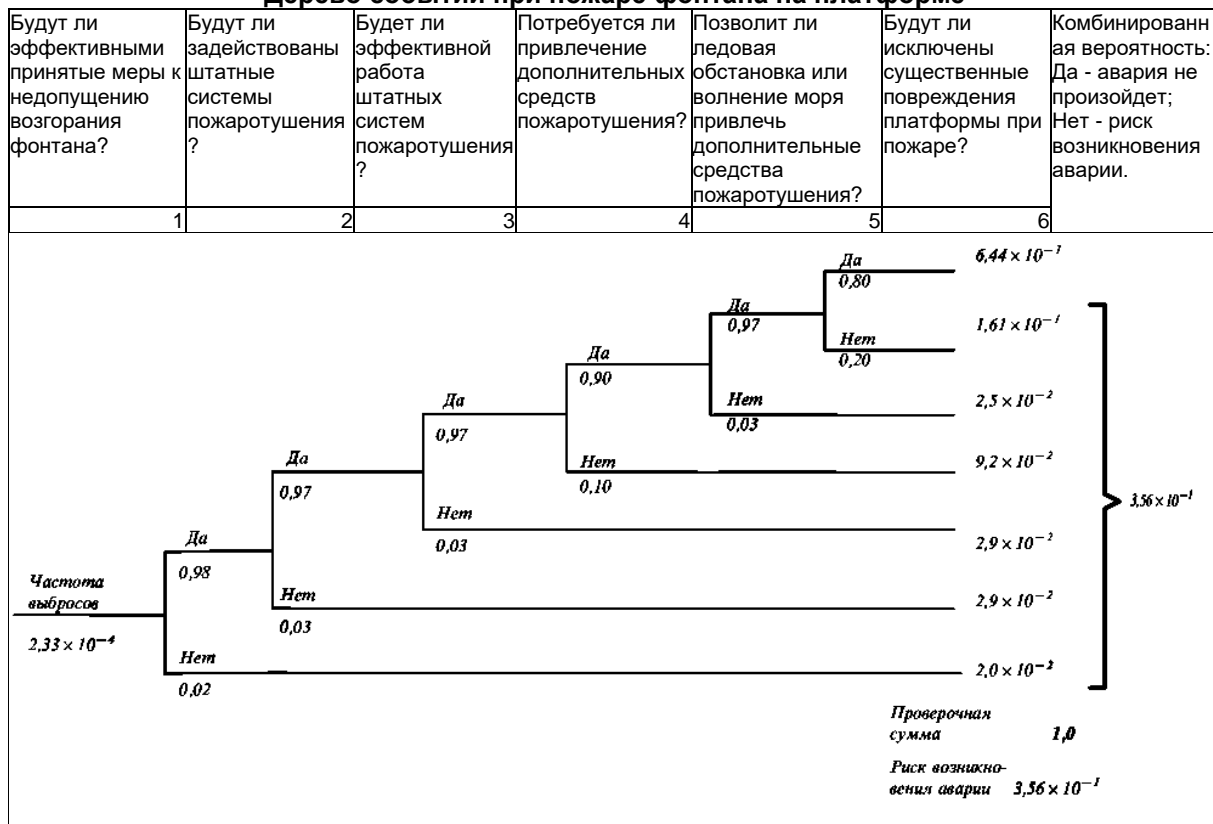 Дерево событий при пожаре фонтана на платформе
Будут ли
эффективными
принятые меры к
недопущению
возгорания
фонтана?
Будут ли
задействованы
штатные
системы
пожаротушения
?
Будет ли
эффективной
работа
штатных
систем
пожаротушения
?
Потребуется ли
привлечение
дополнительных
средств
пожаротушения?
Позволит ли
ледовая
обстановка или
волнение моря
привлечь
дополнительные
средства
пожаротушения?
Будут ли
исключены
существенные
повреждения
платформы при
пожаре?
Комбинированн
ая вероятность:
Да - авария не
произойдет;
Нет - риск
возникновения
аварии.
1
2
3
4
5
6
Да
0,80
6,44 × 10⁻¹
Да
0,97
Нет
0,20
1,61 × 10⁻¹
Да
0,90
Нет
0,03
2,5 × 10⁻²
Да
0,97
Нет
0,10
9,2 × 10⁻²
3,56 × 10⁻¹
Да
0,97
Нет
0,03
2,9 × 10⁻²
Да
0,98
Нет
0,03
2,9 × 10⁻²
Частота
выбросов
2,33 × 10⁻⁴
Нет
0,02
2,0 × 10⁻²
Проверочная
сумма 1,0
Риск возникно-
вения аварии 3,56 × 10⁻¹